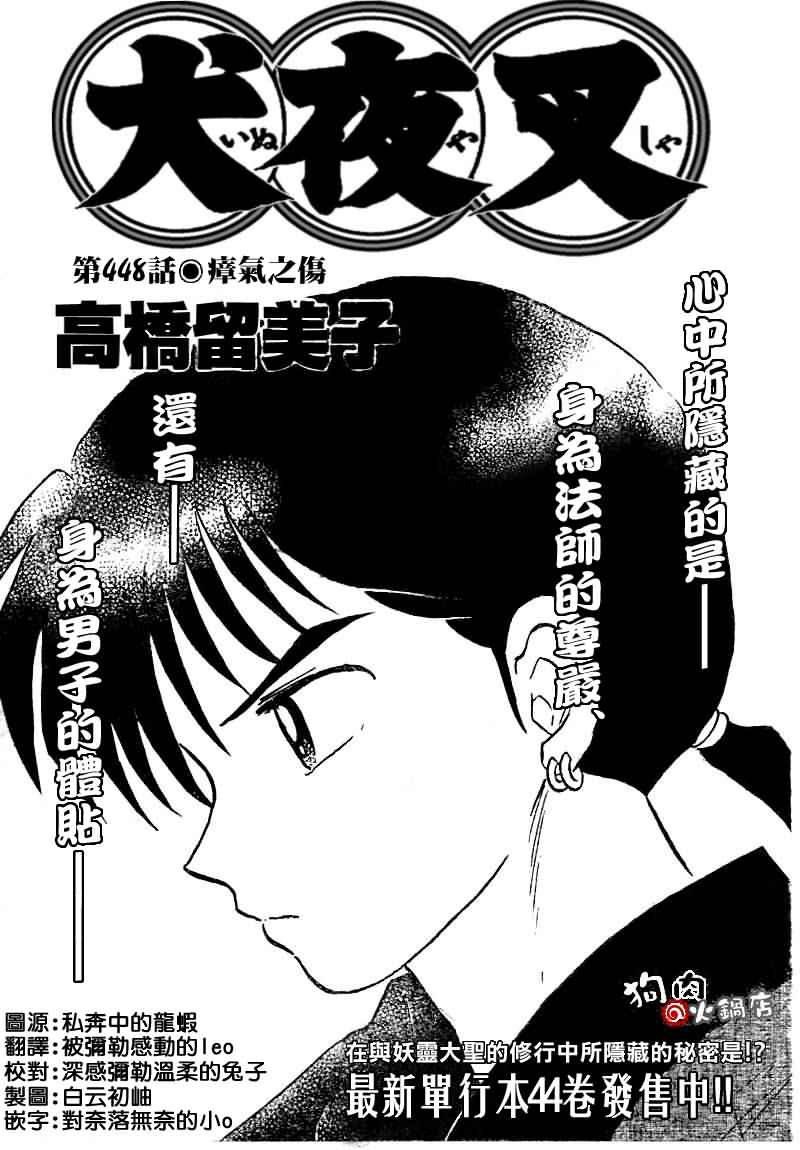 犬夜叉
いぬやしゃ
第448話◉瘴氣之傷
高橋留美子
心中所隱藏的是——
身為法師的尊嚴、
還有——
身為男子的體貼——
狗肉
@火鍋店
圖源:私奔中的龍蝦
翻譯:被彌勒感動的leo
校對:深感彌勒溫柔的兔子
製圖:白云初岫
嵌字:對奈落無奈的小o
在與妖靈大聖的修行中所隱藏的秘密是!?
最新單行本44卷發售中!!